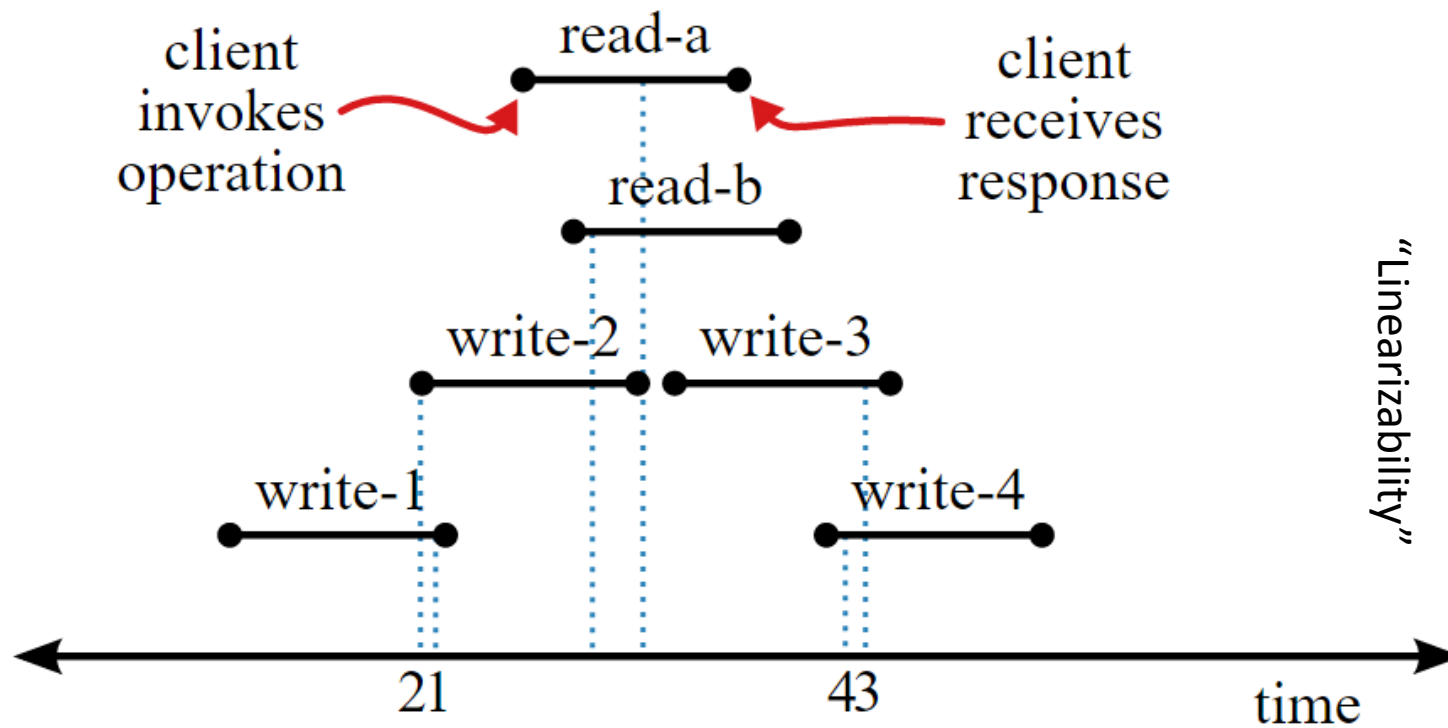 client
invokes
operation
read-a
client
receives
response
read-b
write-2
write-3
write-1
write-4
21
43
time
“Linearizability”